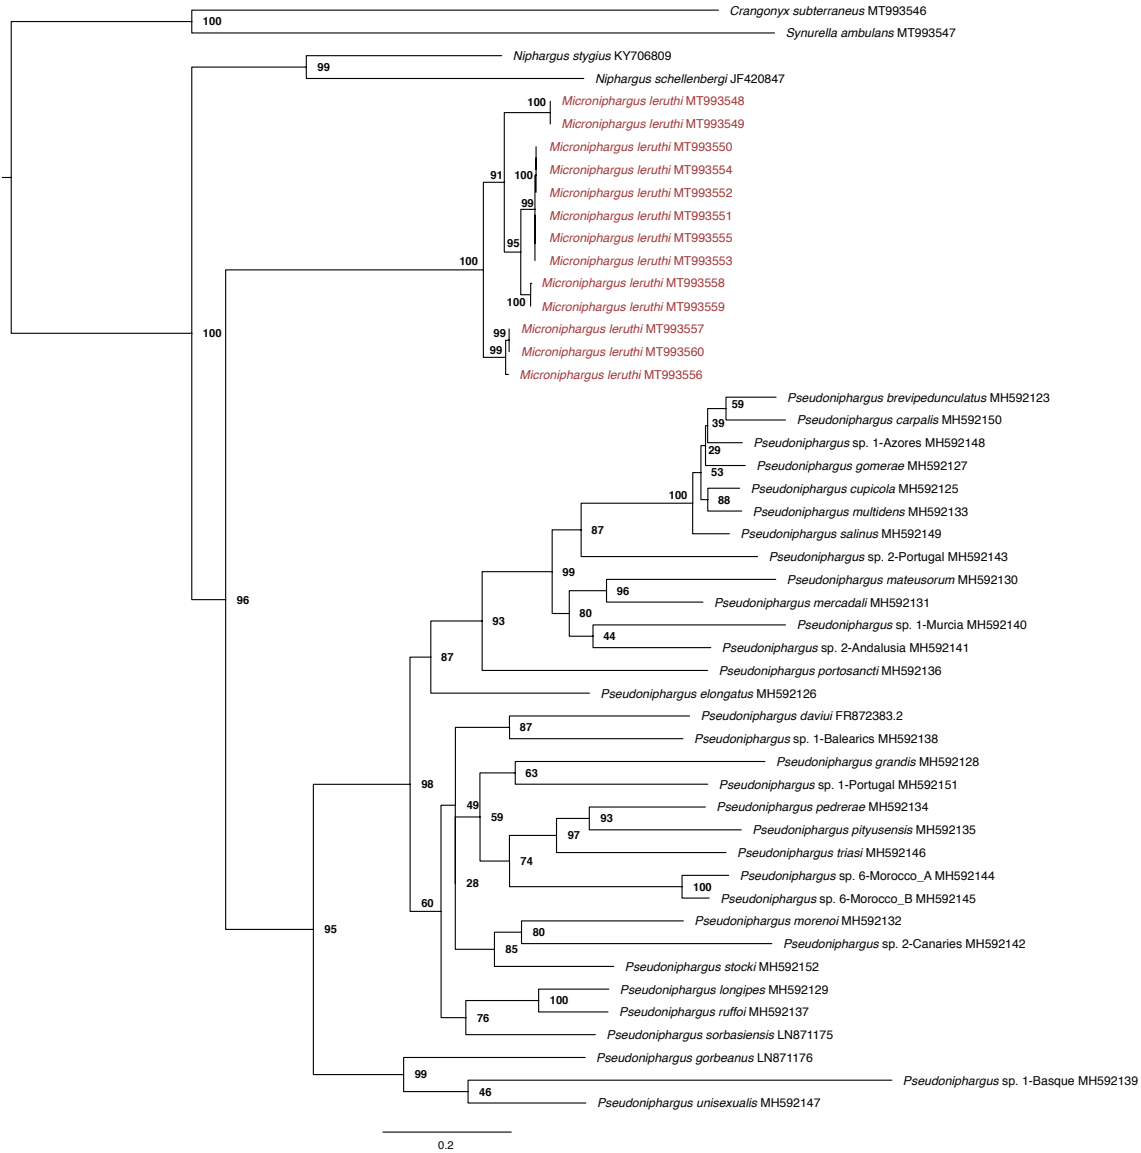 Crangonyx subterraneus MT993546
100
Synurella ambulans MT993547
Niphargus stygius KY706809
99
Niphargus schellenbergi JF420847
100
Microniphargus leruthi MT993548
Microniphargus leruthi MT993549
Microniphargus leruthi MT993550
91
100
Microniphargus leruthi MT993554
Microniphargus leruthi MT993552
99
Microniphargus leruthi MT993551
95
Microniphargus leruthi MT993555
100
Microniphargus leruthi MT993553
Microniphargus leruthi MT993558
100
Microniphargus leruthi MT993559
100
99
Microniphargus leruthi MT993557
99
Microniphargus leruthi MT993560
Microniphargus leruthi MT993556
Pseudoniphargus brevipedunculatus MH592123
59
Pseudoniphargus carpalis MH592150
39
Pseudoniphargus sp. 1-Azores MH592148
29
Pseudoniphargus gomerae MH592127
53
Pseudoniphargus cupicola MH592125
100
88
Pseudoniphargus multidens MH592133
87
Pseudoniphargus salinus MH592149
Pseudoniphargus sp. 2-Portugal MH592143
99
Pseudoniphargus mateusorum MH592130
96
96
Pseudoniphargus mercadali MH592131
80
93
Pseudoniphargus sp. 1-Murcia MH592140
44
Pseudoniphargus sp. 2-Andalusia MH592141
87
Pseudoniphargus portosancti MH592136
Pseudoniphargus elongatus MH592126
Pseudoniphargus daviui FR872383.2
87
Pseudoniphargus sp. 1-Balearics MH592138
Pseudoniphargus grandis MH592128
63
98
Pseudoniphargus sp. 1-Portugal MH592151
49
Pseudoniphargus pedrerae MH592134
59
93
Pseudoniphargus pityusensis MH592135
97
Pseudoniphargus triasi MH592146
74
Pseudoniphargus sp. 6-Morocco_A MH592144
28
100
Pseudoniphargus sp. 6-Morocco_B MH592145
60
Pseudoniphargus morenoi MH592132
95
80
Pseudoniphargus sp. 2-Canaries MH592142
85
Pseudoniphargus stocki MH592152
Pseudoniphargus longipes MH592129
100
Pseudoniphargus ruffoi MH592137
76
Pseudoniphargus sorbasiensis LN871175
Pseudoniphargus gorbeanus LN871176
99
Pseudoniphargus sp. 1-Basque MH592139
46
Pseudoniphargus unisexualis MH592147
0.2